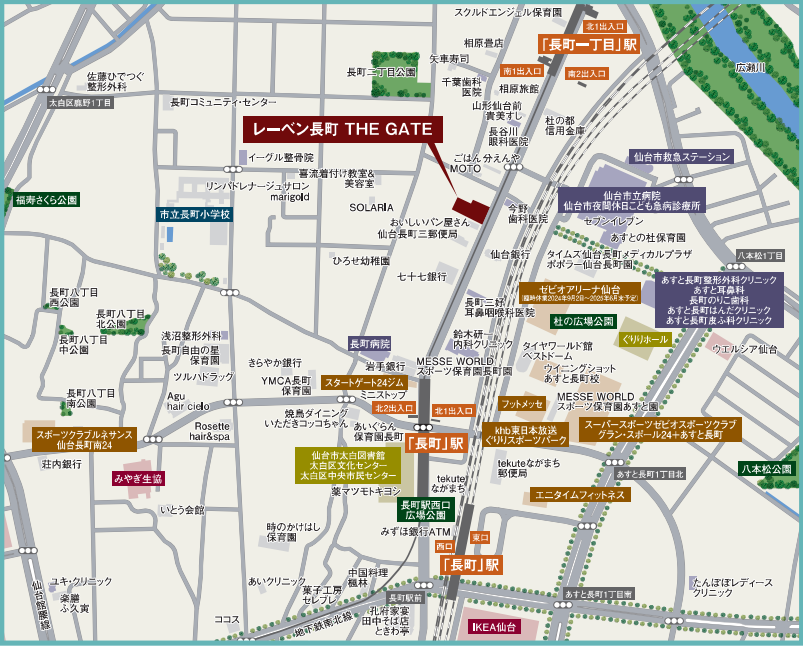 スクルドエンジェル保育園
北1出入口
「長町一丁目」駅
相原畳店
矢車寿司
長町二丁目公園
南1出入口
南2出入口
広瀬川
千葉歯科
医院
相原旅館
佐藤ひでつぐ
整形外科
太白区鹿野1丁目
長町コミュニティ・センター
山形仙台前
貴美すし
杜の都
信用金庫
レーベン長町 THE GATE
長谷川
眼科医院
イーグル整骨院
ごはん 分えんや
MOTO
仙台市救急ステーション
喜流着付け教室&
美容室
リンパドレナージュサロン
marigold
福寿さくら公園
市立長町小学校
SOLARIA
おいしいパン屋さん
仙台長町三郵便局
今野
歯科医院
仙台市立病院
仙台市夜間休日こども急病診療所
セブンイレブン
あすとの杜保育園
仙台銀行
タイムズ仙台長町メディカルプラザ
ポポラー仙台長町園
八本松1丁目
ひろせ幼稚園
七十七銀行
ゼビオアリーナ仙台
(臨時休業2024年9月2日〜2025年6月末予定)
あすと長町整形外科クリニック
あすと耳鼻科
長町のりこ歯科
あすと長町はんだクリニック
あすと長町皮ふ科クリニック
長町八丁目
西公園
長町八丁目
北公園
長町三好
耳鼻咽喉科医院
杜の広場公園
ぐりりホール
長町八丁目
中公園
浅沼整形外科
長町自由の星
保育園
長町病院
鈴木研一
内科クリニック
タイヤワールド館
ベストドーム
ウエルシア仙台
きらやか銀行
岩手銀行
MESSE WORLD
スポーツ保育園長町園
ウイニングショット
あすと長町校
ツルハドラッグ
YMCA長町
保育園
スタートゲート24ジム
ミニストップ
長町八丁目
南公園
Agu
hair cielo
北2出入口
北1出入口
フットメッセ
MESSE WORLD
スポーツ保育園あすと園
焼鳥ダイニング
いただきコッコちゃん
あいぐらん
保育園長町
スポーツクラブルネサンス
仙台長町南24
Rosette
hair&spa
「長町」駅
khb東日本放送
ぐりりスポーツパーク
スーパースポーツゼビオスポーツクラブ
グラン・スポール24+あすと長町
荘内銀行
仙台市太白図書館
太白区文化センター
太白区中央市民センター
tekuteながまち
郵便局
あすと長町1丁目北
八本松公園
みやぎ生協
薬マツモトキヨシ
tekute
ながまち
エニタイムフィットネス
いとう会館
長町駅西口
広場公園
時のかけはし
保育園
みずほ銀行ATM
西口
東口
「長町」駅
仙台館腰線
ユキ・クリニック
楽膳
ふ久寅
あいクリニック
中国料理
楓林
菓子工房
セレブレ
長町駅前
あすと長町1丁目南
たんぽぽレディース
クリニック
ココス
地下鉄南北線
孔府家宴
田中そば店
ときわ亭
IKEA仙台